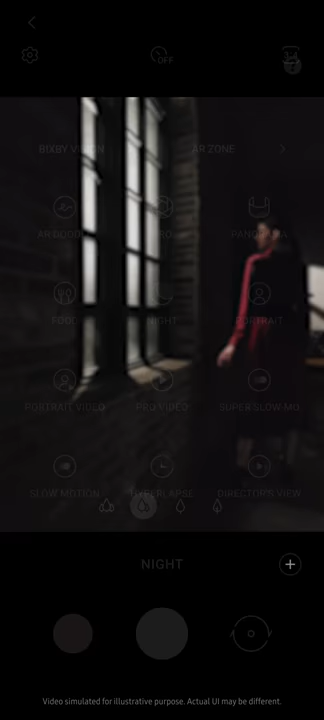 OFF
BIXBY VISION AR ZONE
AR DOODLE PRO PANORAMA
FOOD NIGHT PORTRAIT
PORTRAIT VIDEO PRO VIDEO SUPER SLOW-MO
SLOW MOTION HYPERLAPSE DIRECTOR'S VIEW
NIGHT
Video simulated for illustrative purpose. Actual UI may be different.